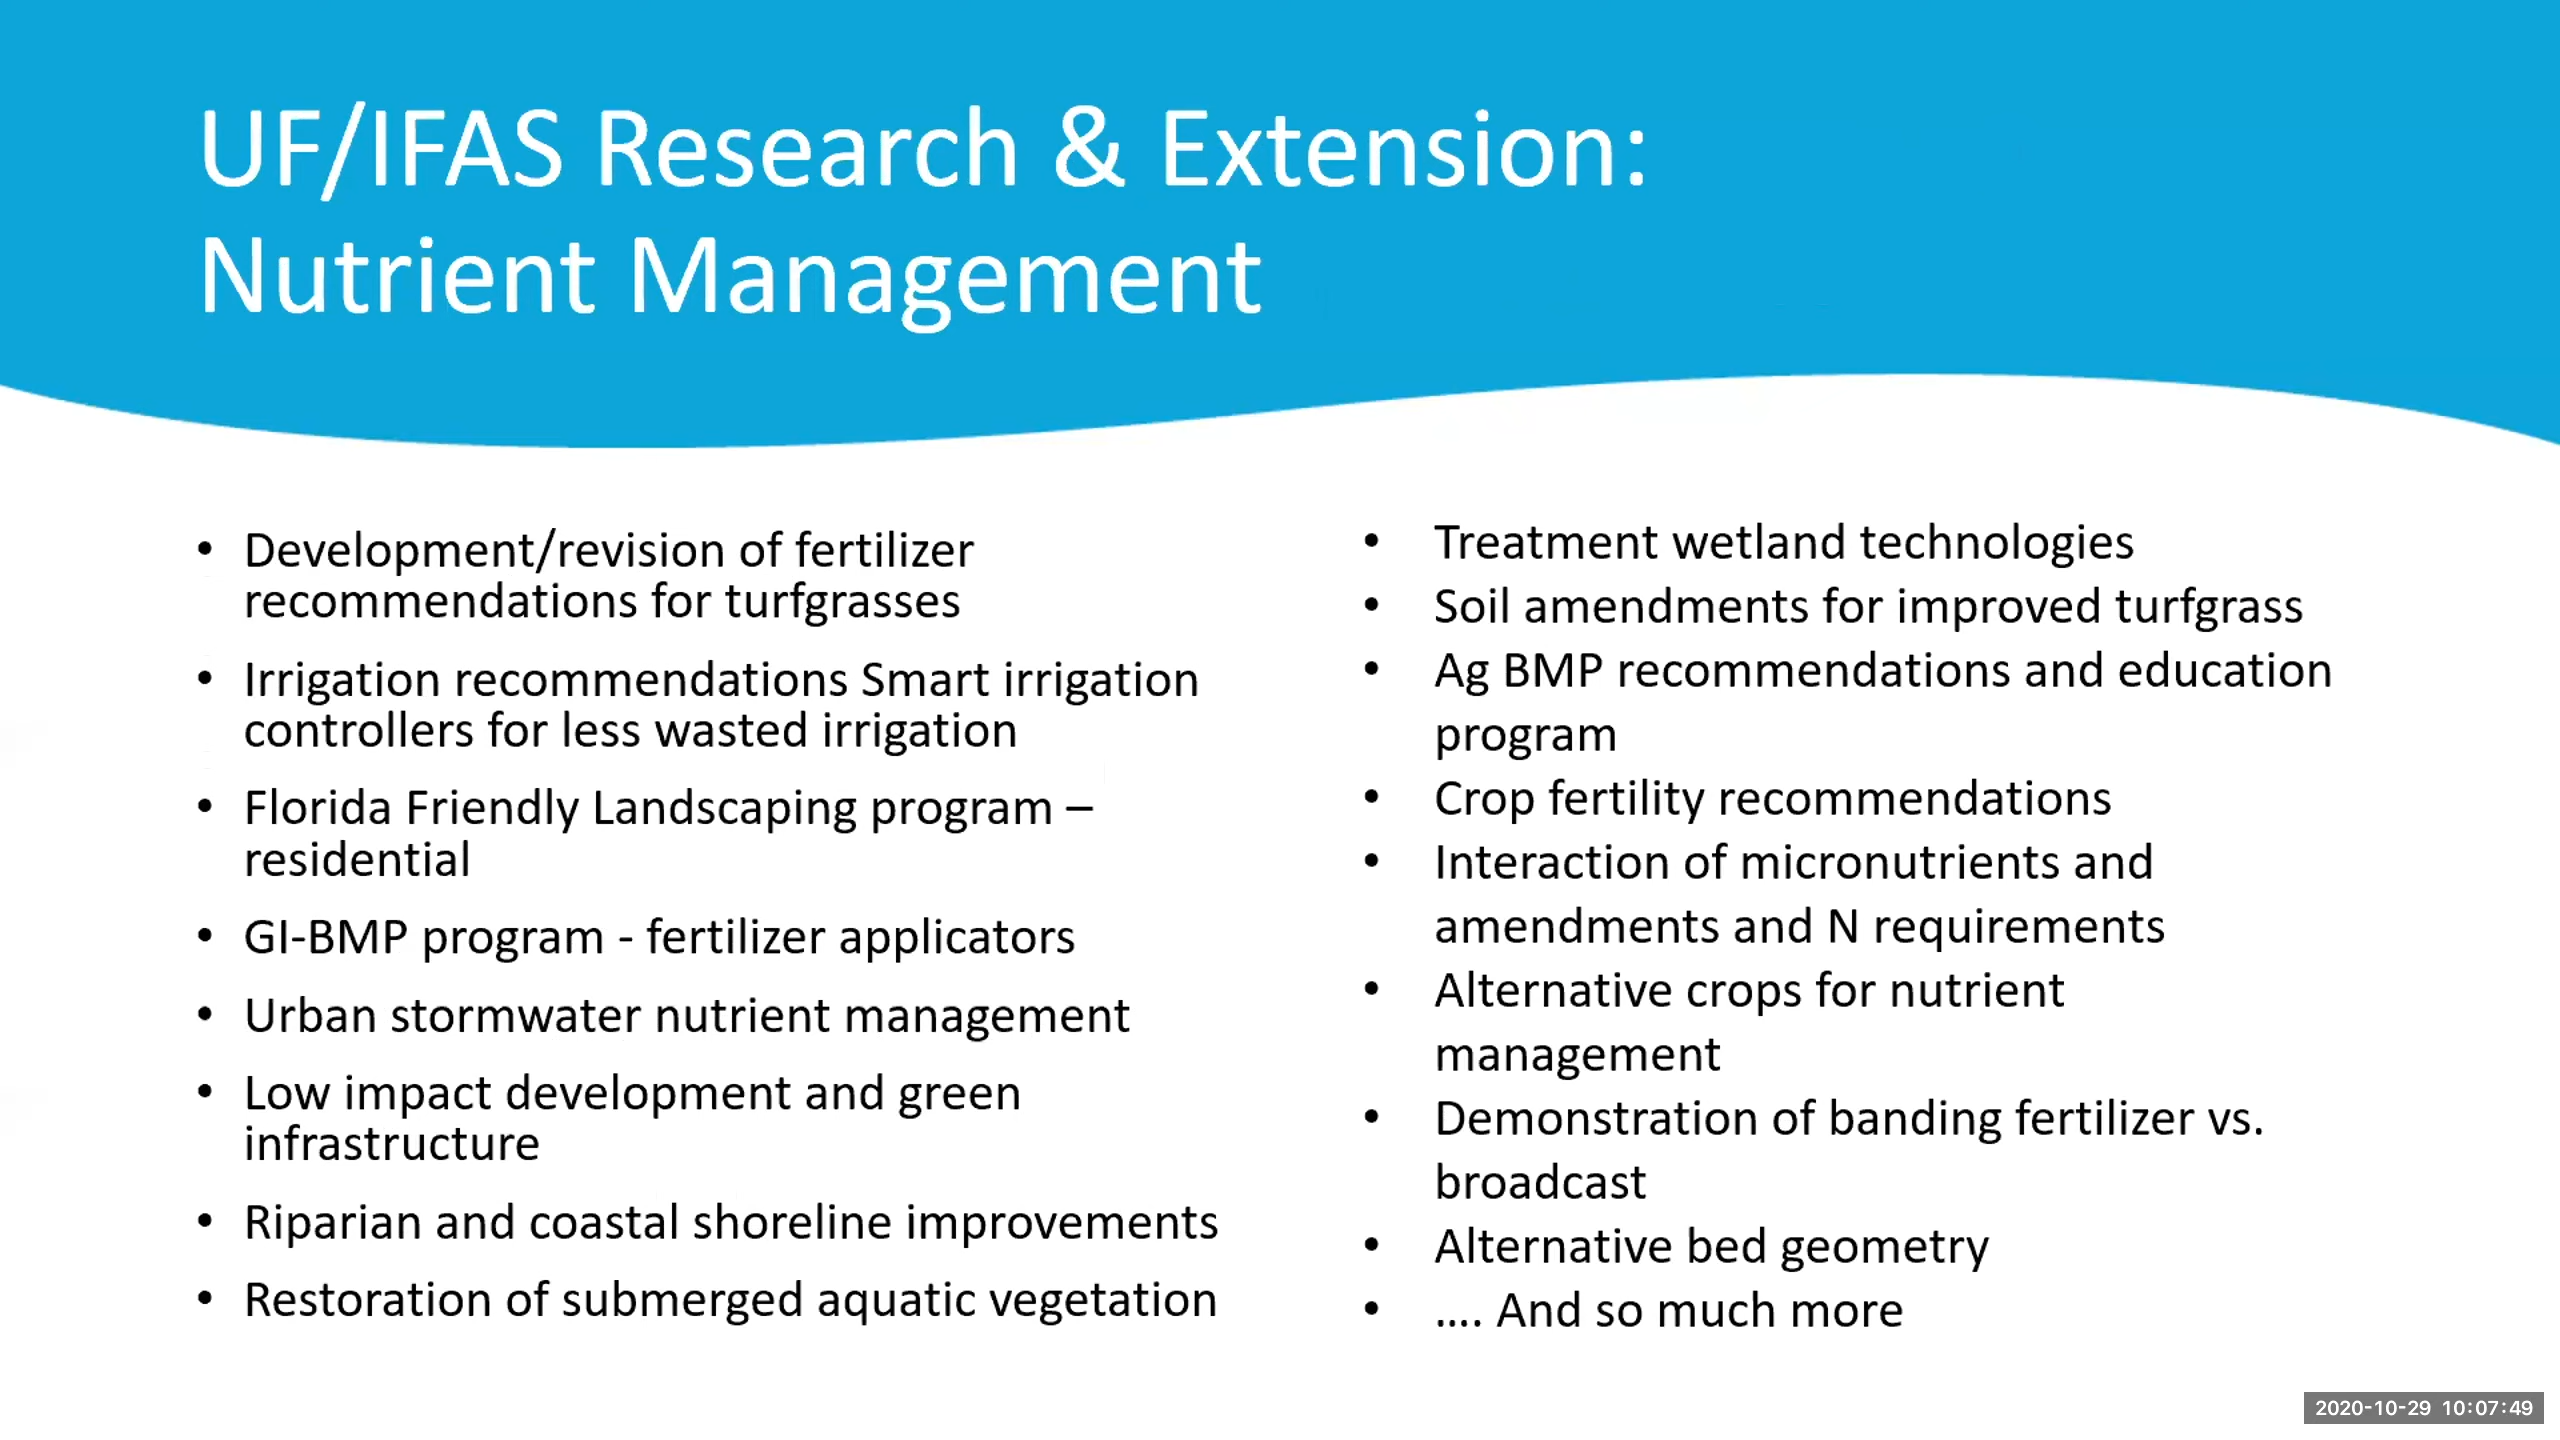 UF/IFAS Research & Extension:
Nutrient Management
• Development/revision of fertilizer
recommendations for turfgrasses
• Irrigation recommendations Smart irrigation
controllers for less wasted irrigation
• Florida Friendly Landscaping program –
residential
• GI-BMP program - fertilizer applicators
• Urban stormwater nutrient management
• Low impact development and green
infrastructure
• Riparian and coastal shoreline improvements
• Restoration of submerged aquatic vegetation
• Treatment wetland technologies
• Soil amendments for improved turfgrass
• Ag BMP recommendations and education
program
• Crop fertility recommendations
• Interaction of micronutrients and
amendments and N requirements
• Alternative crops for nutrient
management
• Demonstration of banding fertilizer vs.
broadcast
• Alternative bed geometry
• .... And so much more
2020-10-29 10:07:49